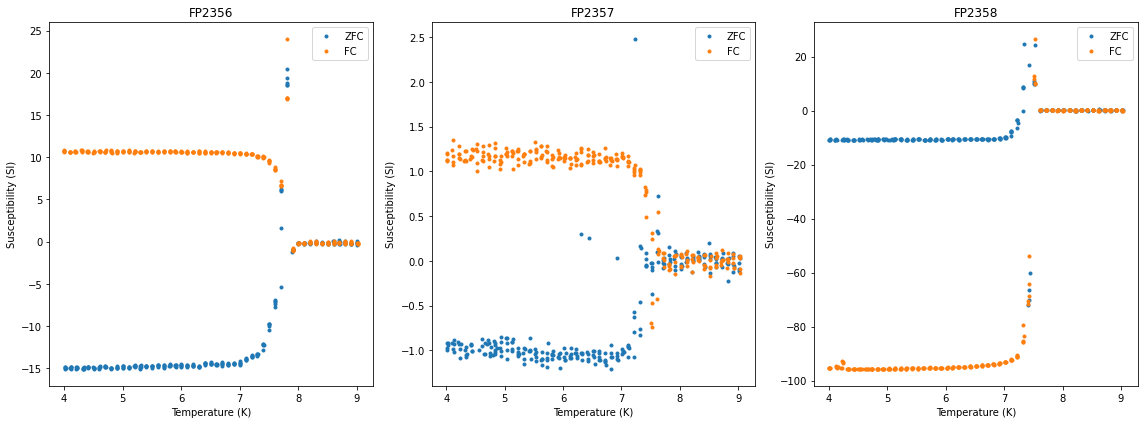 FP2356
ZFC
FC
25
20
15
10
5
0
−5
−10
−15
4
5
6
7
8
9
Susceptibility (SI)
Temperature (K)
FP2357
ZFC
FC
2.5
2.0
1.5
1.0
0.5
0.0
−0.5
−1.0
4
5
6
7
8
9
Susceptibility (SI)
Temperature (K)
FP2358
ZFC
FC
20
0
−20
−40
−60
−80
−100
4
5
6
7
8
9
Susceptibility (SI)
Temperature (K)